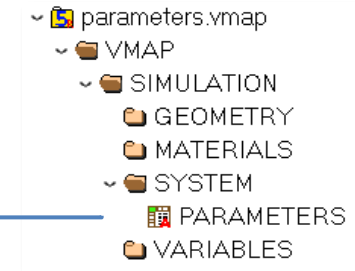 parameters.vmap
VMAP
SIMULATION
GEOMETRY
MATERIALS
SYSTEM
PARAMETERS
VARIABLES